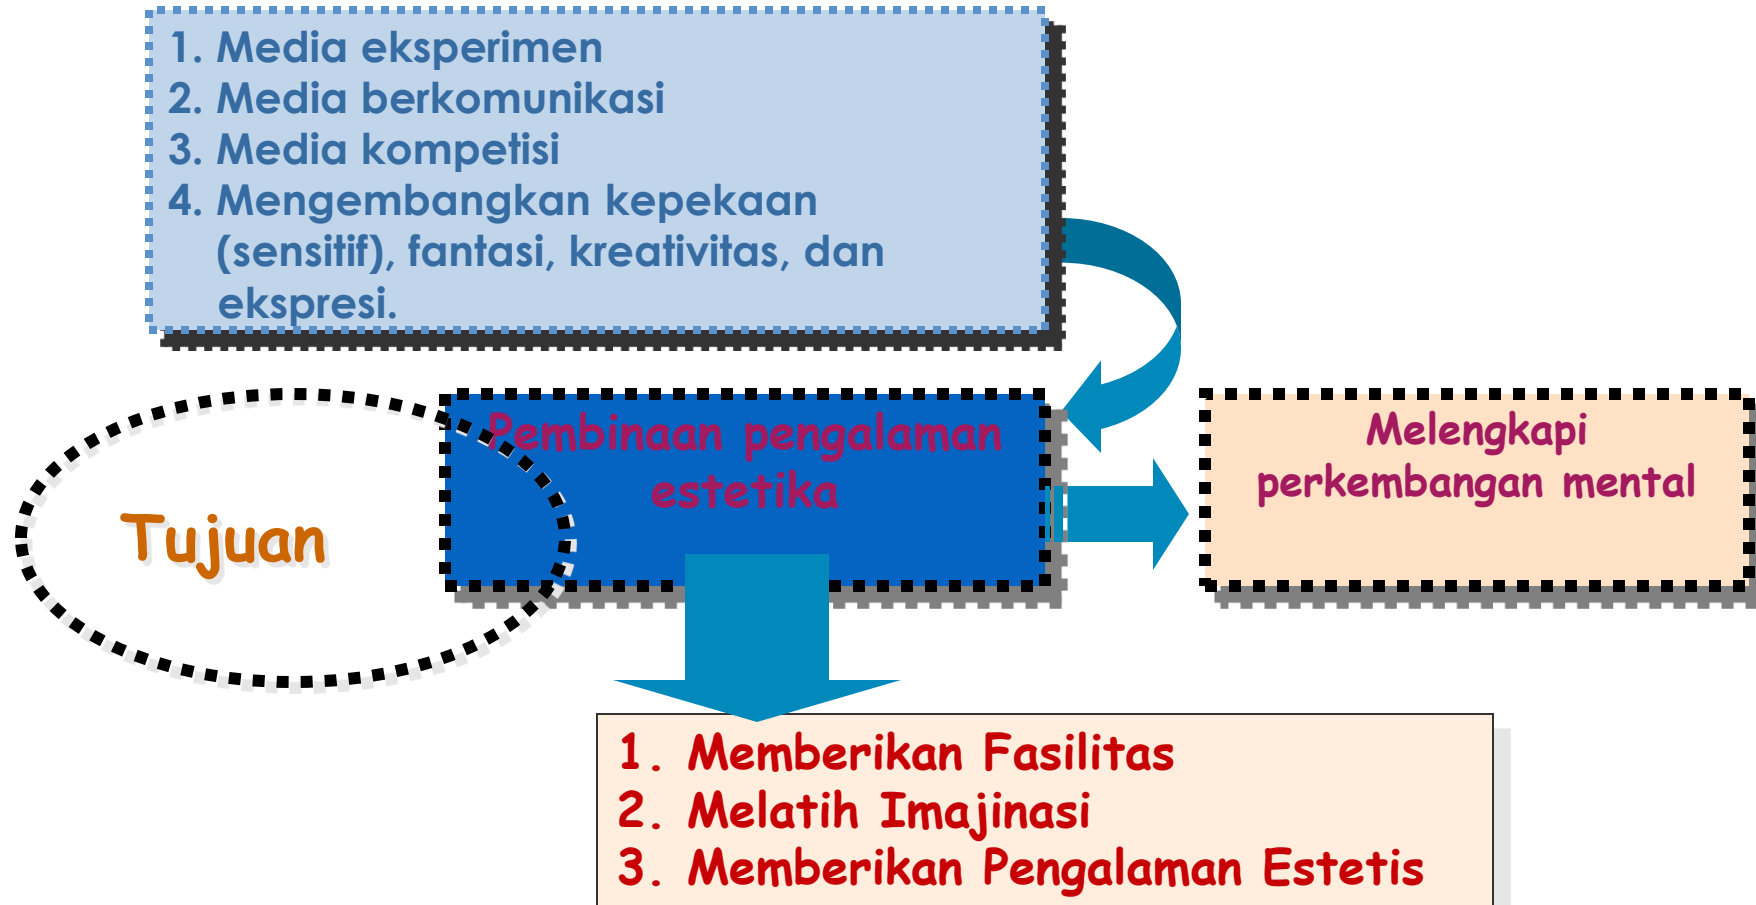 1. Media eksperimen
2. Media berkomunikasi
3. Media kompetisi
4. Mengembangkan kepekaan
(sensitif), fantasi, kreativitas, dan
ekspresi.
Tujuan
Pembinaan pengalaman
estetika
Melengkapi
perkembangan mental
1. Memberikan Fasilitas
2. Melatih Imajinasi
3. Memberikan Pengalaman Estetis